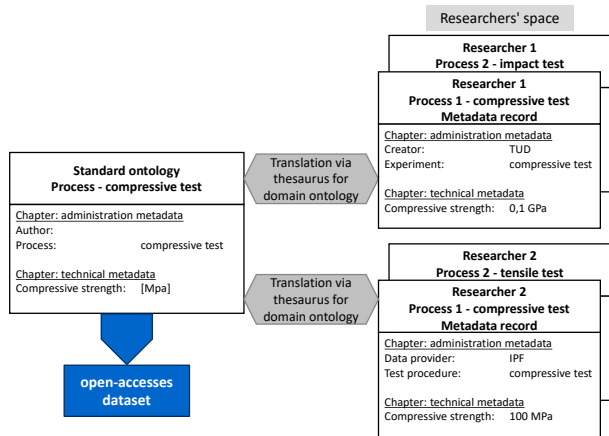 Researchers' space
Researcher 1
Process 2 - impact test
Researcher 1
Process 1 - compressive test
Metadata record
Chapter: administration metadata
Creator: TUD
Experiment: compressive test
Chapter: technical metadata
Compressive strength: 0,1 GPa
Standard ontology
Process - compressive test
Chapter: administration metadata
Author:
Process: compressive test
Chapter: technical metadata
Compressive strength: [Mpa]
Translation via
thesaurus for
domain ontology
Translation via
thesaurus for
domain ontology
open-accesses
dataset
Researcher 2
Process 2 - tensile test
Researcher 2
Process 1 - compressive test
Metadata record
Chapter: administration metadata
Data provider: IPF
Test procedure: compressive test
Chapter: technical metadata
Compressive strength: 100 MPa